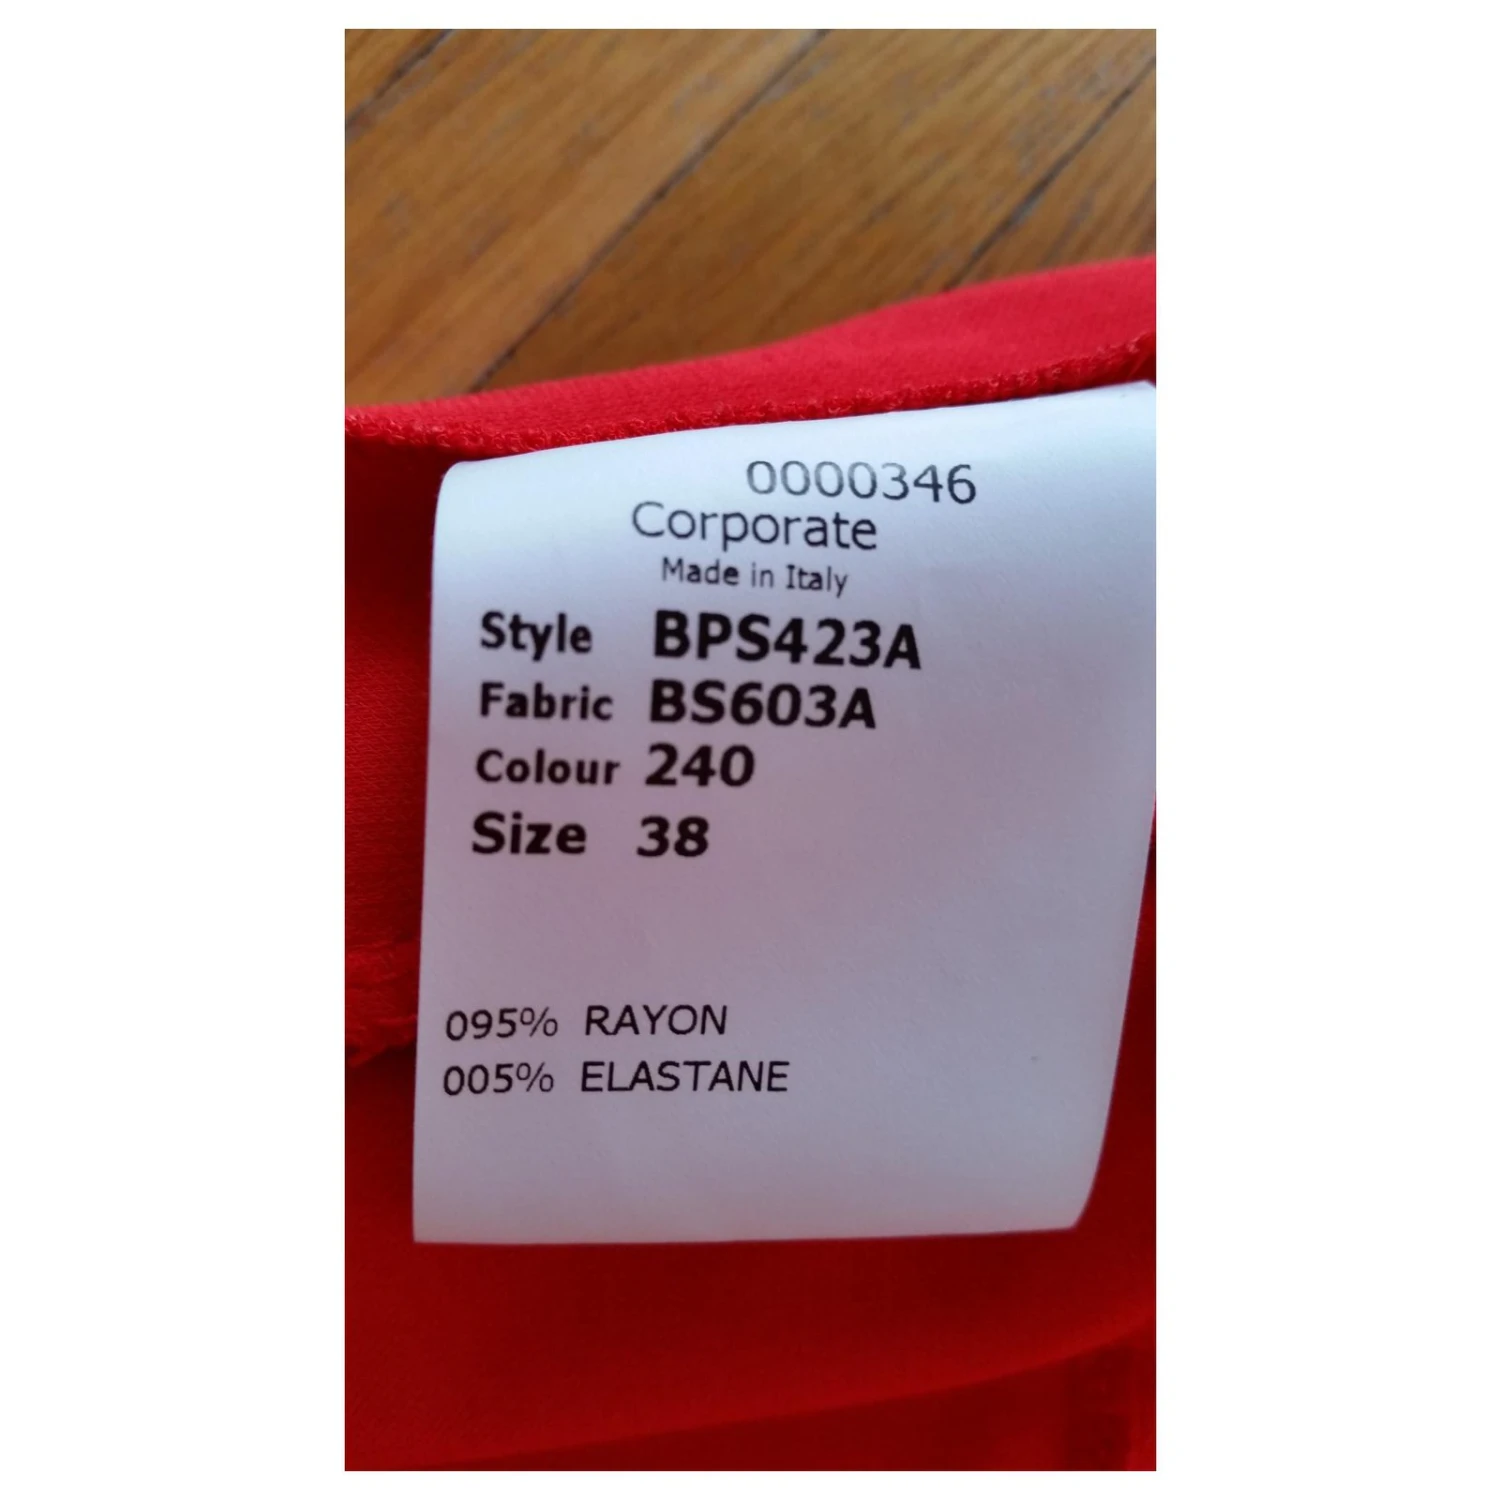 0000346
Corporate
Made in Italy
Style BPS423A
Fabric BS603A
Colour 240
Size 38
095% RAYON
005% ELASTANE